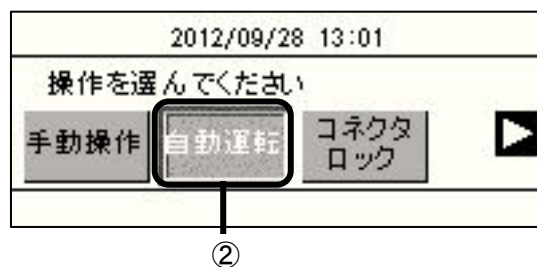 2012/09/28 13:01
操作を選んでください
手動操作 自動運転 コネクタ
ロック
②